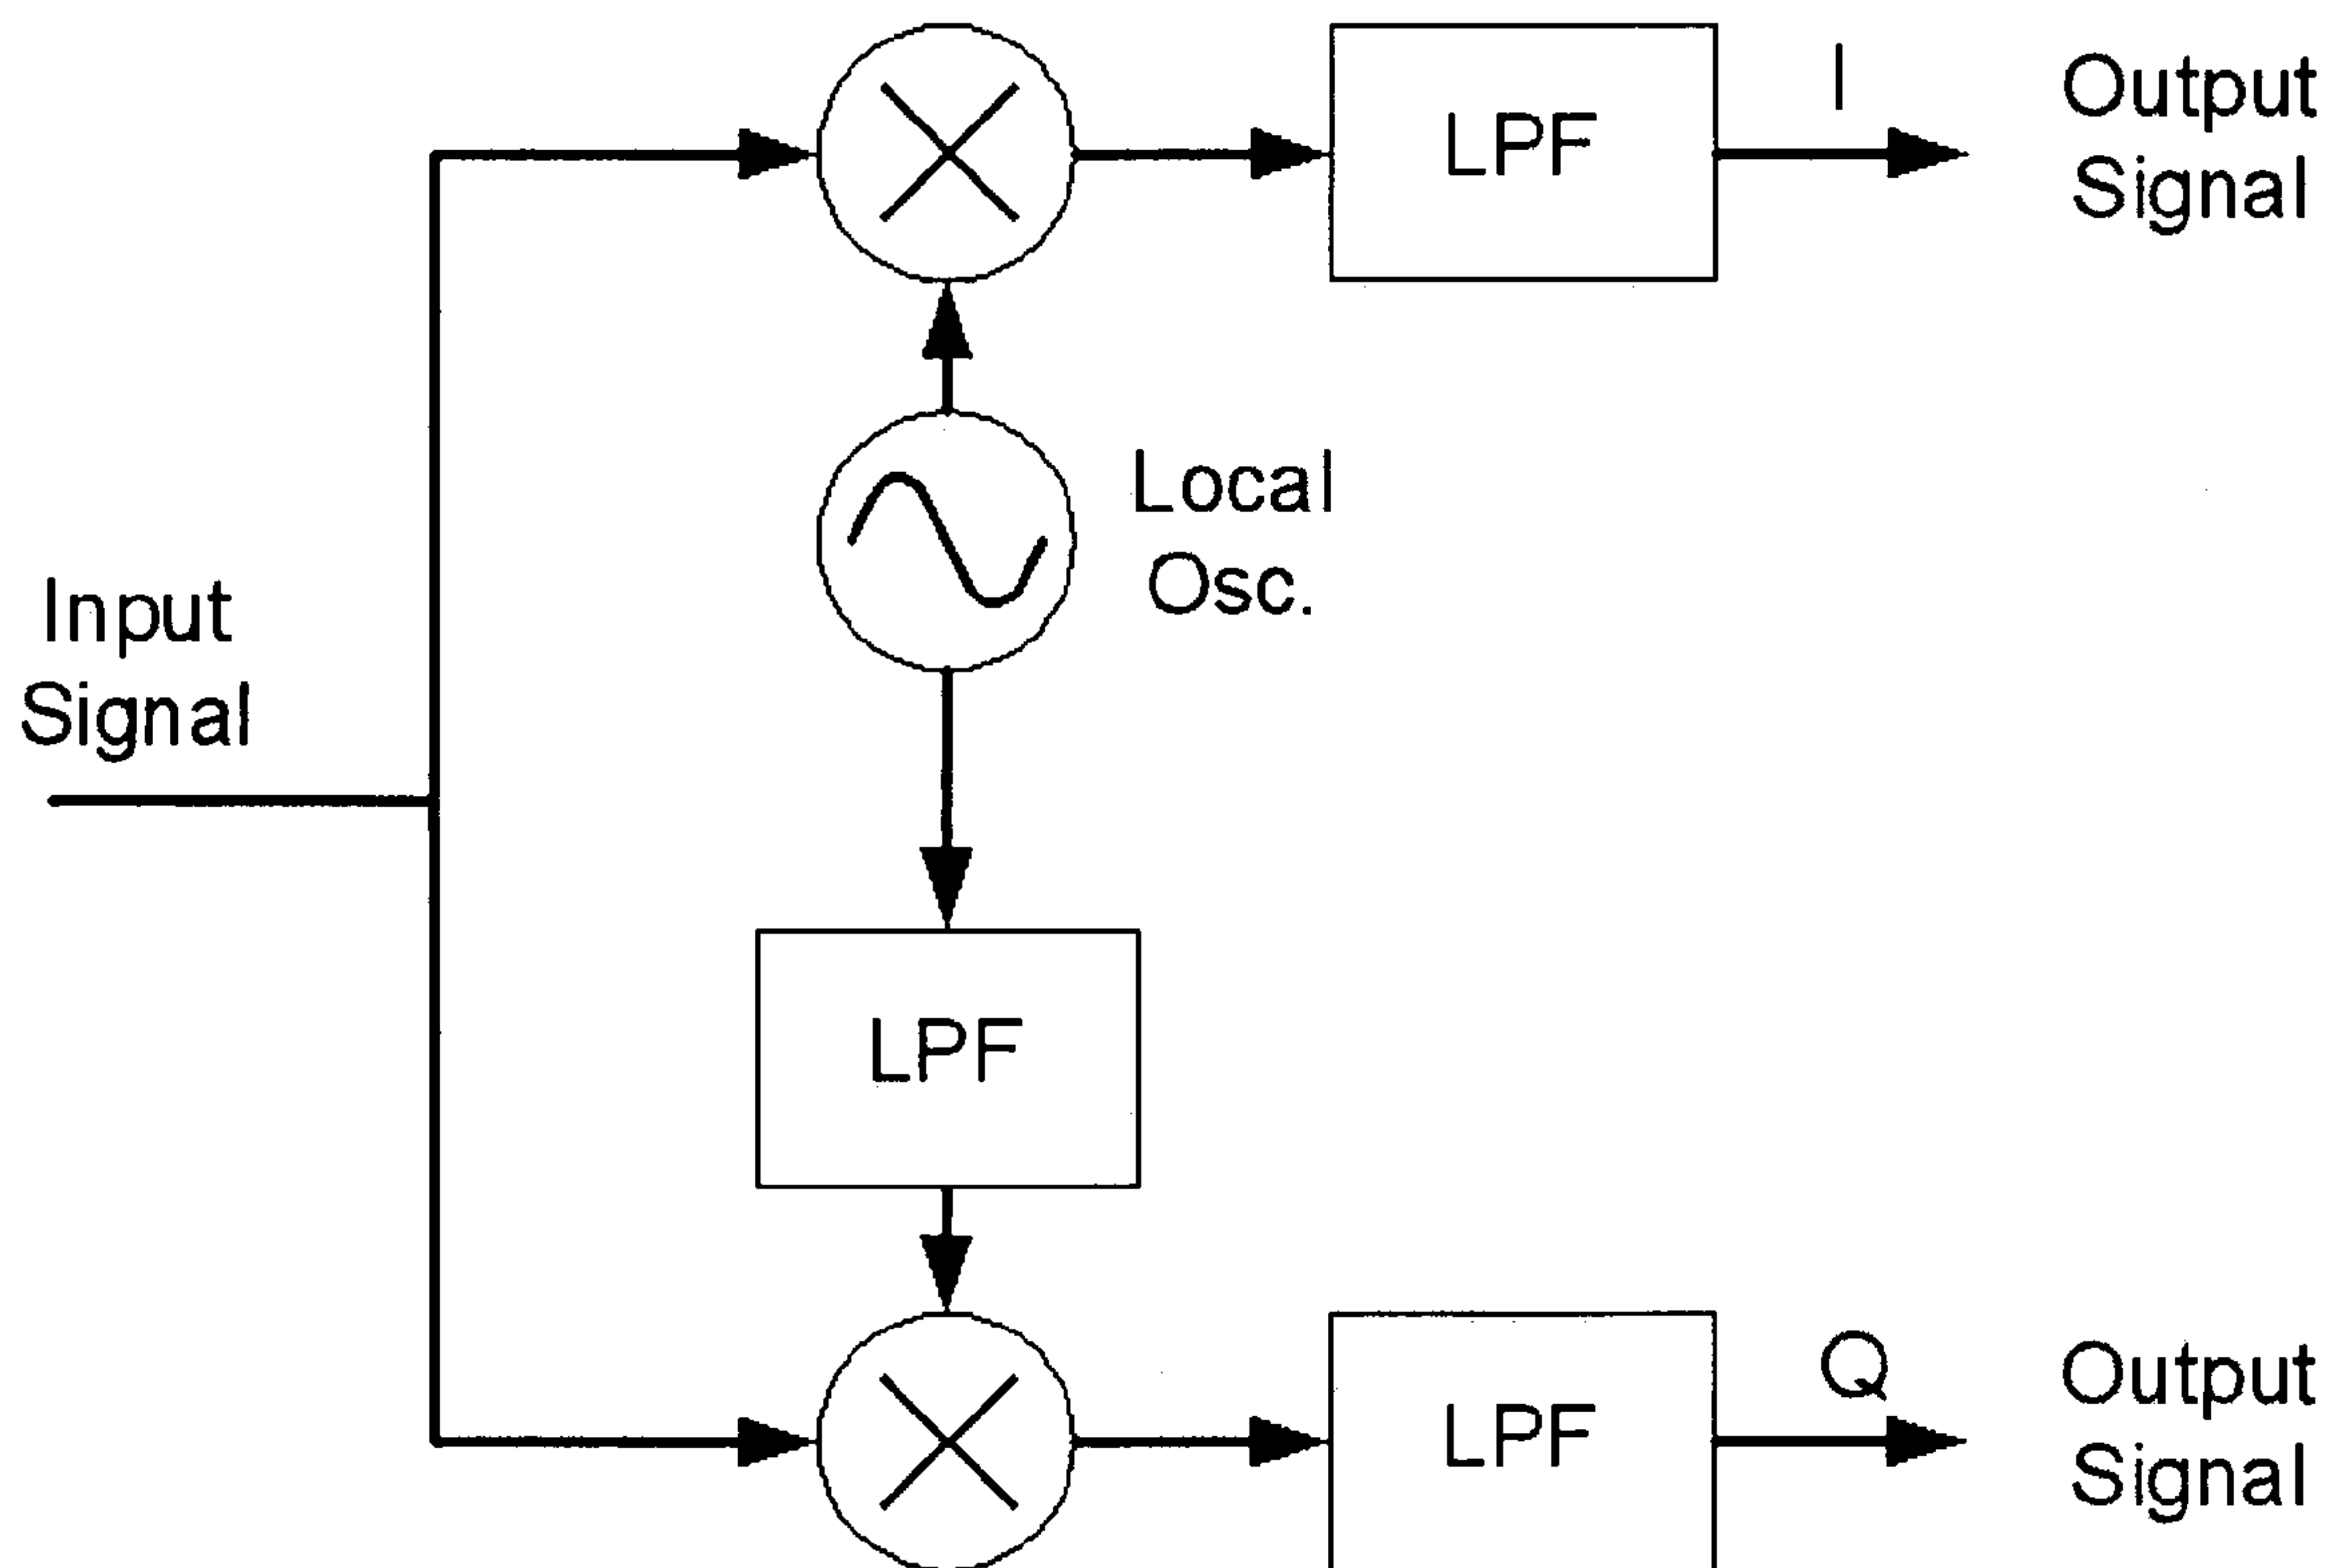 I
Output
Signal
LPF
Local
Osc.
Input
Signal
LPF
Q
Output
Signal
LPF